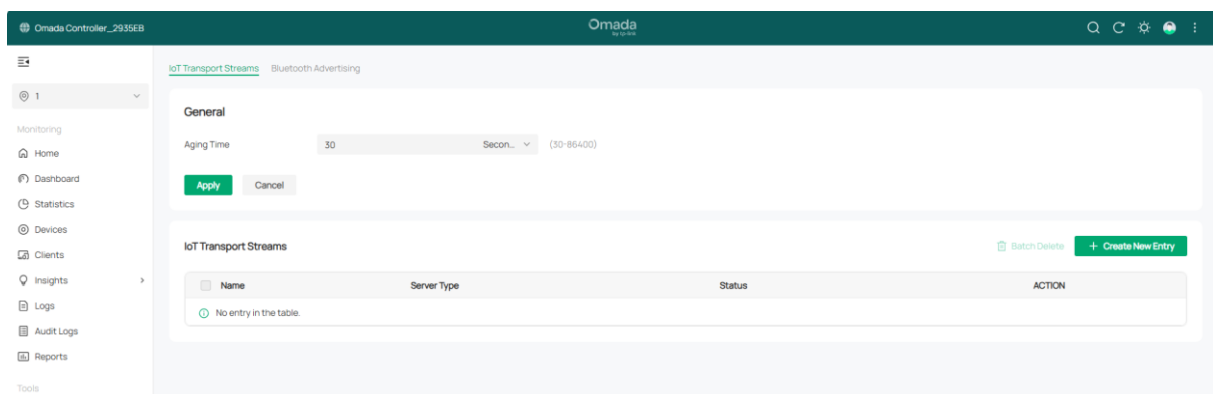 Omada Controller_2935EB
Omada
by tp-link
IoT Transport Streams Bluetooth Advertising
1
General
Monitoring
Aging Time 30 Secon... (30-86400)
Home
Dashboard
Apply Cancel
Statistics
Devices
IoT Transport Streams Batch Delete + Create New Entry
Clients
Insights
Name Server Type Status ACTION
Logs
No entry in the table.
Audit Logs
Reports
Tools